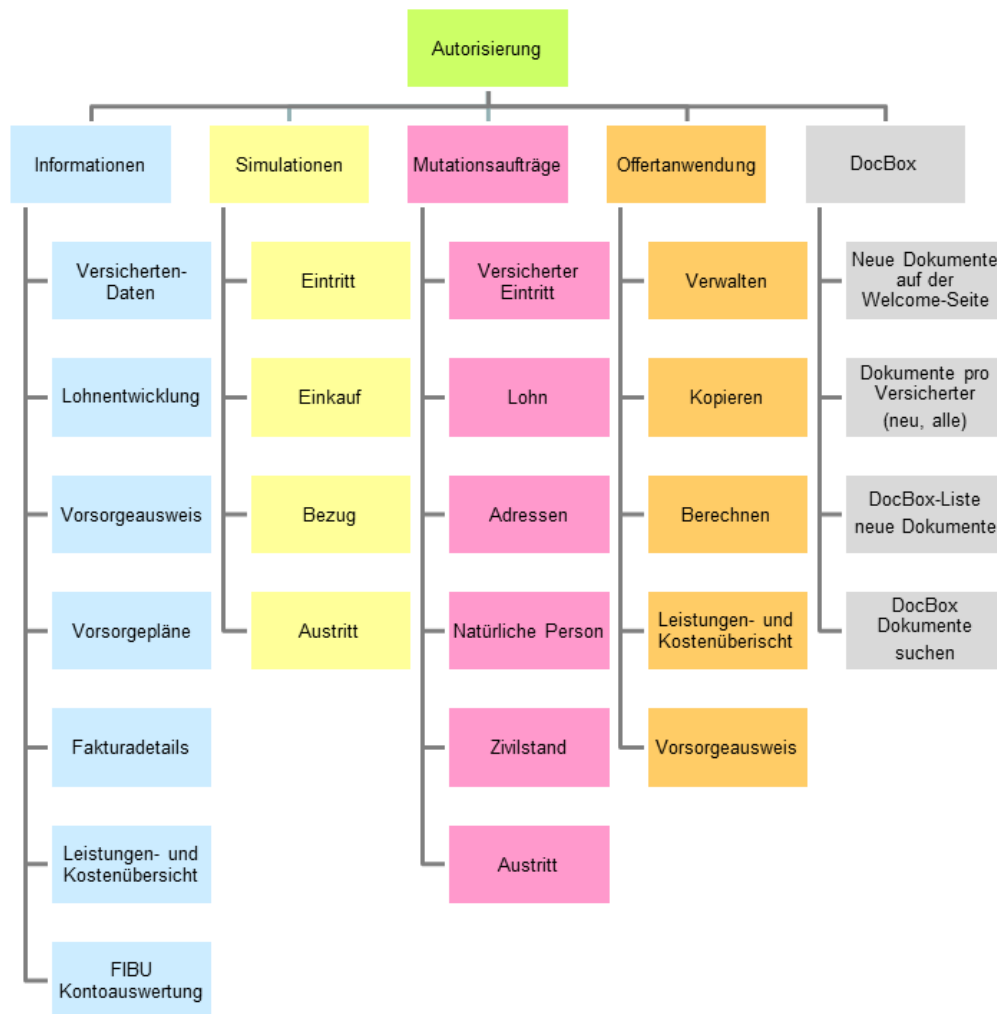 Autorisierung
Informationen
Simulationen
Mutationsaufträge
Offertanwendung
DocBox
Versicherten-
Daten
Eintritt
Versicherter
Eintritt
Verwalten
Neue Dokumente
auf der
Welcome-Seite
Lohnentwicklung
Einkauf
Lohn
Kopieren
Dokumente pro
Versicherter
(neu, alle)
Vorsorgeausweis
Bezug
Adressen
Berechnen
DocBox-Liste
neue Dokumente
Vorsorgepläne
Austritt
Natürliche Person
Leistungen- und
Kostenüberischt
DocBox
Dokumente
suchen
Fakturadetails
Zivilstand
Vorsorgeausweis
Leistungen- und
Kostenübersicht
Austritt
FIBU
Kontoauswertung